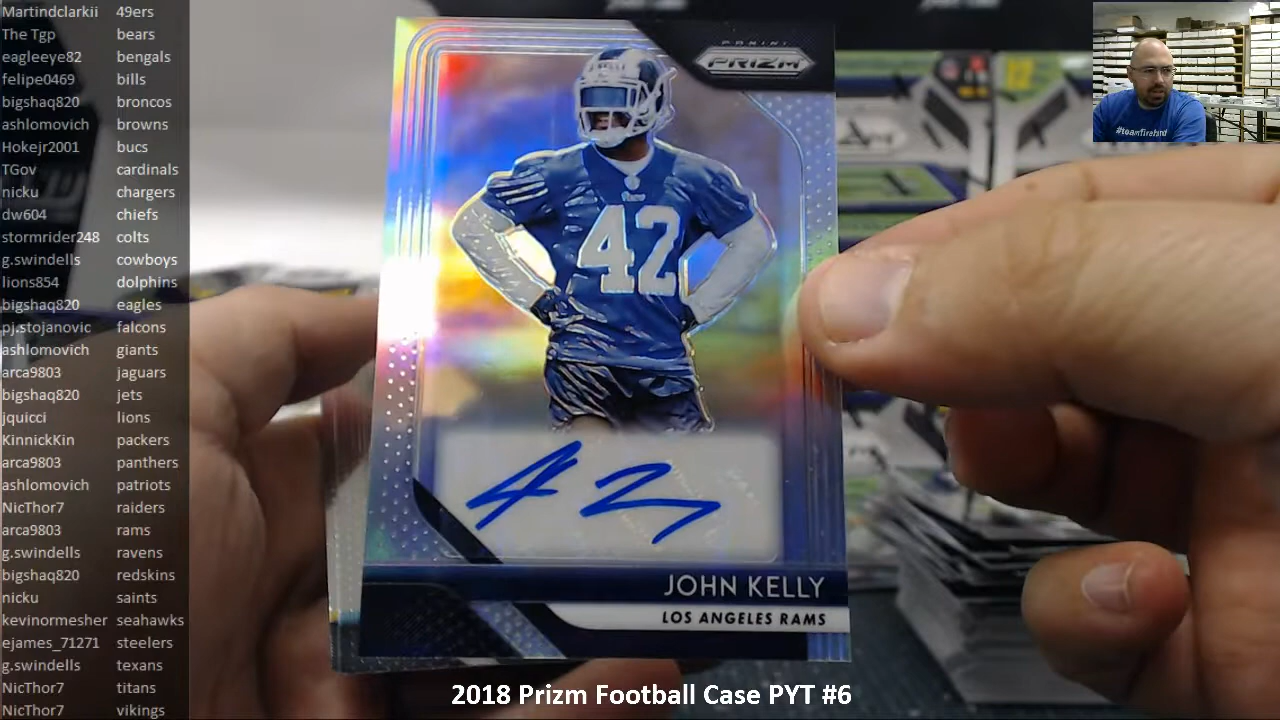 Martindclarkii 49ers
The Tgp bears
eagleeye82 bengals
felipe0469 bills
bigshaq820 broncos
ashlomovich browns
Hokejr2001 bucs
TGov cardinals
nicku chargers
dw604 chiefs
stormrider248 colts
g.swindells cowboys
lions854 dolphins
bigshaq820 eagles
pj.stojanovic falcons
ashlomovich giants
arca9803 jaguars
bigshaq820 jets
jquicci lions
KinnickKin packers
arca9803 panthers
ashlomovich patriots
NicThor7 raiders
arca9803 rams
g.swindells ravens
bigshaq820 redskins
nicku saints
kevinormesher seahawks
ejames_71271 steelers
g.swindells texans
NicThor7 titans
NicThor7 vikings
PANINI
PRIZM
42
JOHN KELLY
LOS ANGELES RAMS
2018 Prizm Football Case PYT #6